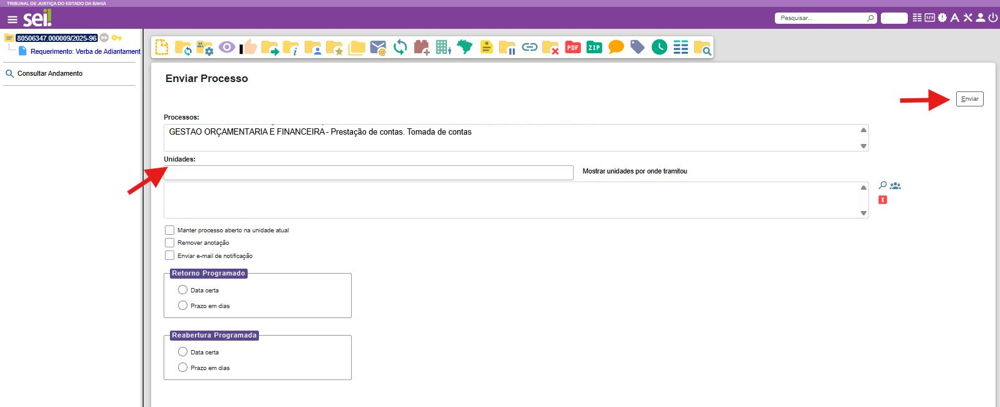 TRIBUNAL DE JUSTIÇA DO ESTADO DA BAHIA
sei!
Pesquisar...
80506347.000009/2025-96
Requerimento: Verba de Adiantament
Consultar Andamento
PDF
ZIP
Enviar Processo
Enviar
Processos:
GESTAO ORÇAMENTARIA E FINANCEIRA - Prestação de contas. Tomada de contas
Unidades:
Mostrar unidades por onde tramitou
X
Manter processo aberto na unidade atual
Remover anotação
Enviar e-mail de notificação
Retorno Programado
Data certa
Prazo em dias
Reabertura Programada
Data certa
Prazo em dias